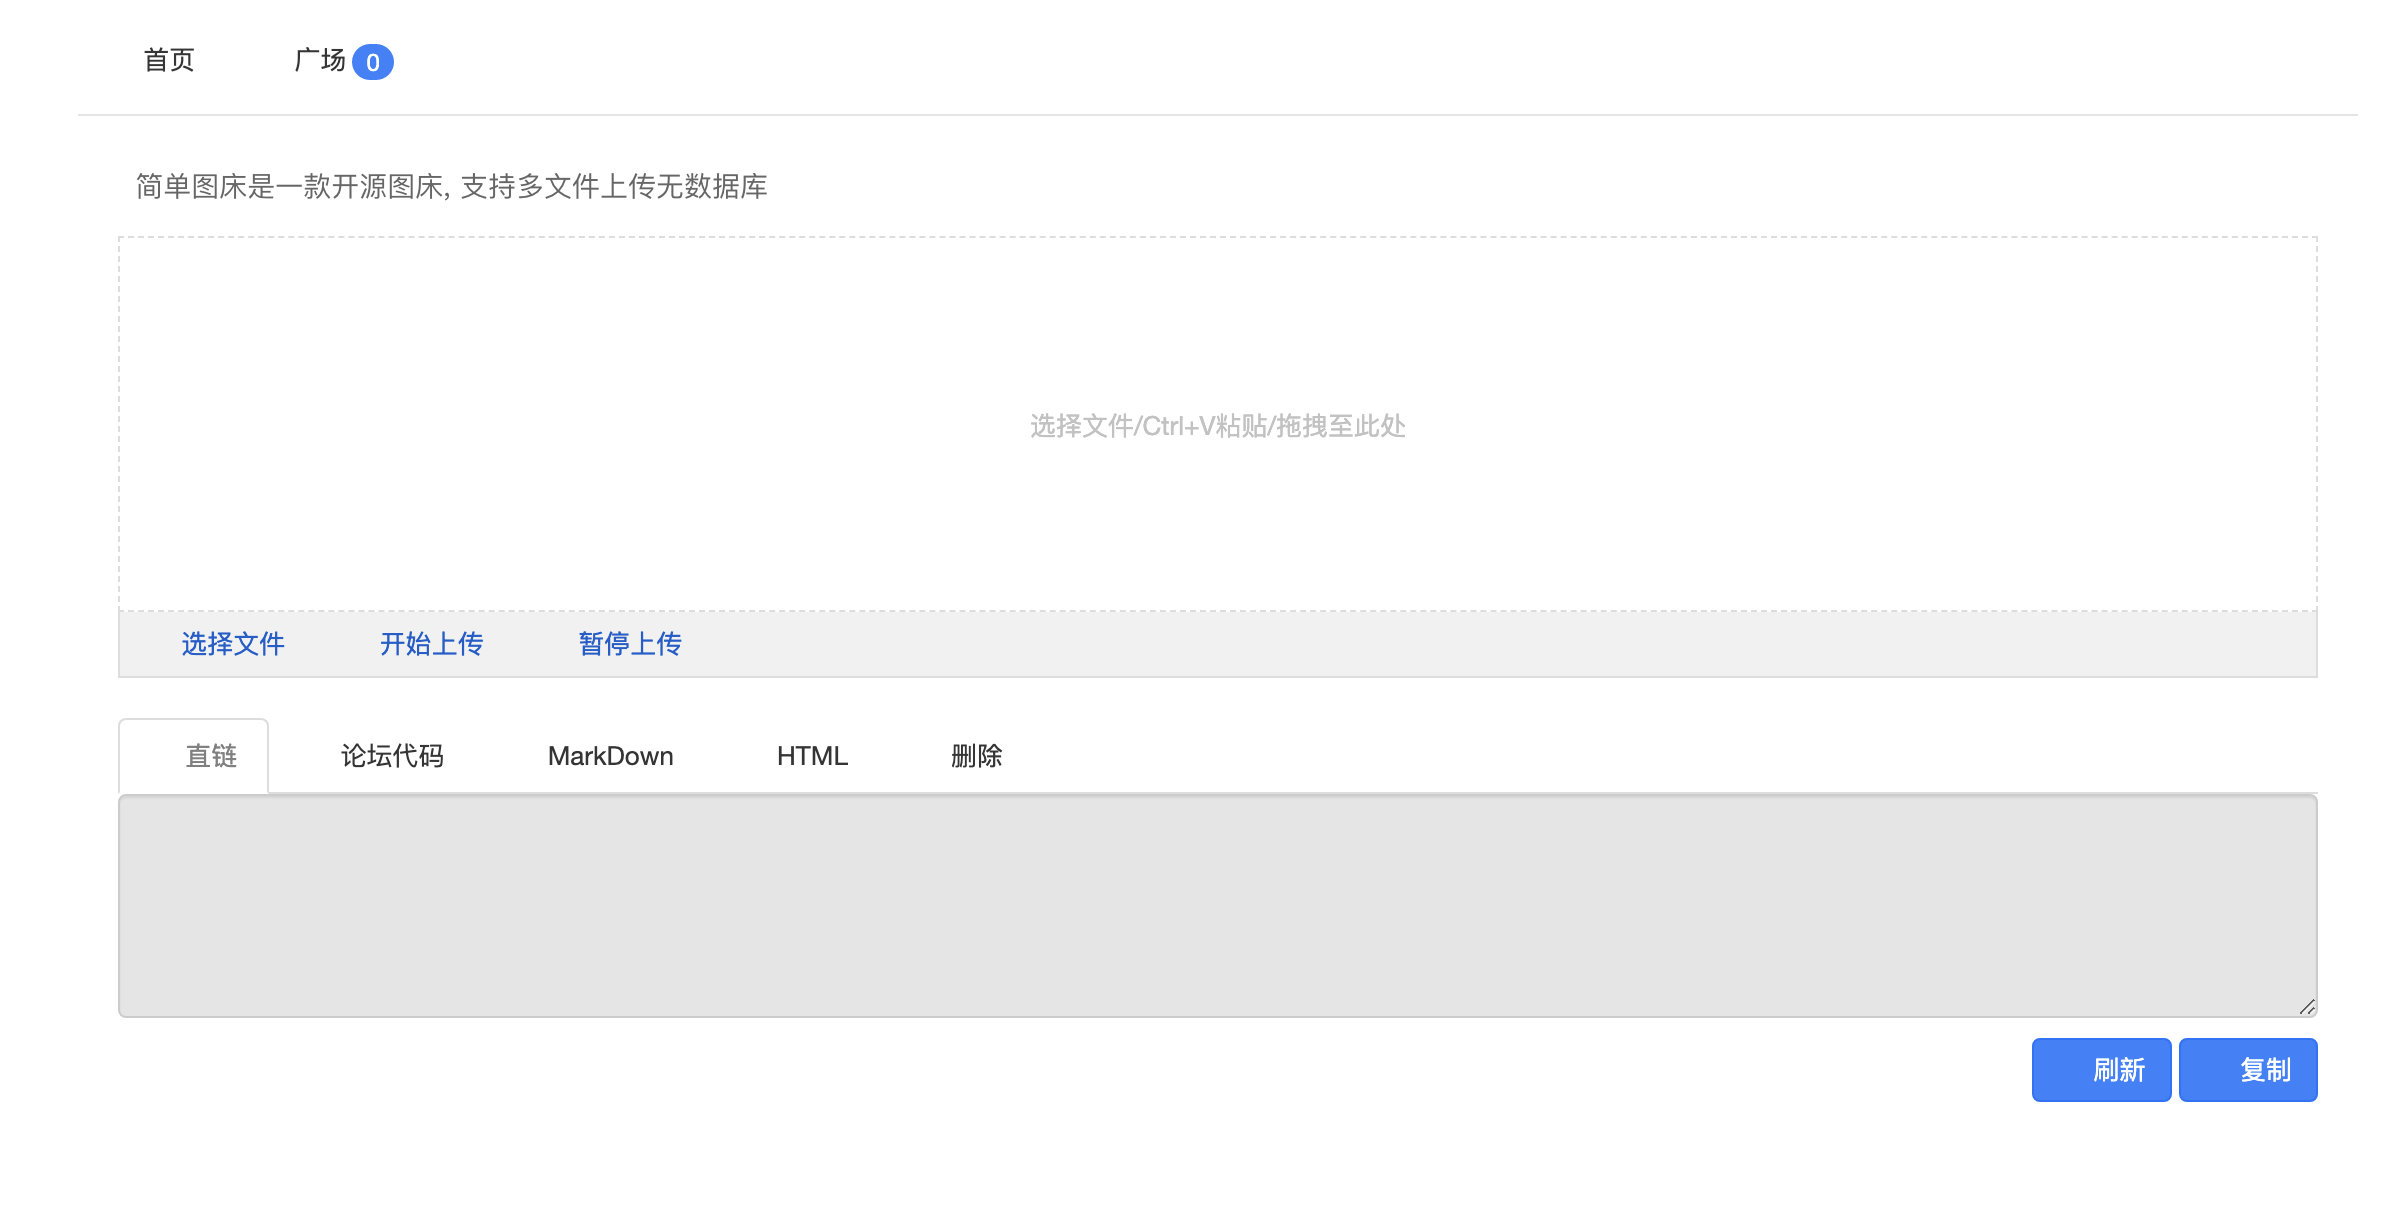 首页 广场 0
简单图床是一款开源图床, 支持多文件上传无数据库
选择文件/Ctrl+V粘贴/拖拽至此处
选择文件 开始上传 暂停上传
直链 论坛代码 MarkDown HTML 删除
刷新 复制